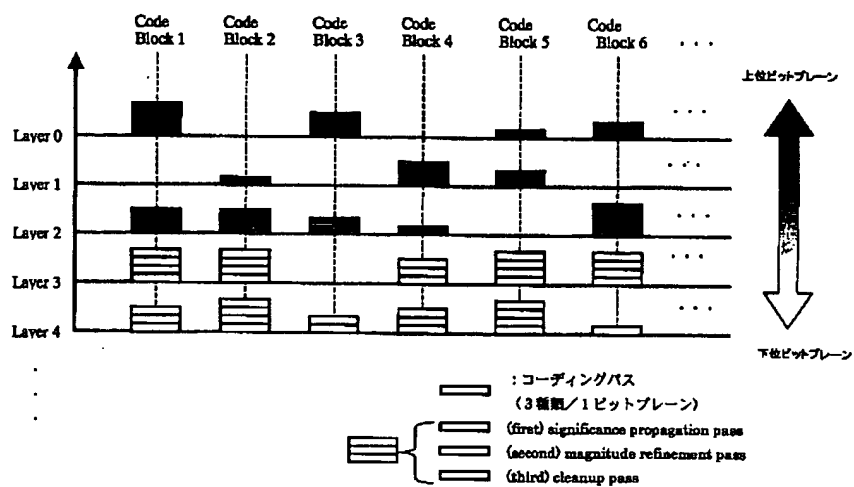 Code Block 1
Code Block 2
Code Block 3
Code Block 4
Code Block 5
Code Block 6
. . .
上位ビットプレーン
Layer 0
. . .
Layer 1
. . .
Layer 2
. . .
Layer 3
. . .
Layer 4
. . .
下位ビットプレーン
: コーディングパス
（3種類／1ビットプレーン）
(first) significance propagation pass
(second) magnitude refinement pass
(third) cleanup pass